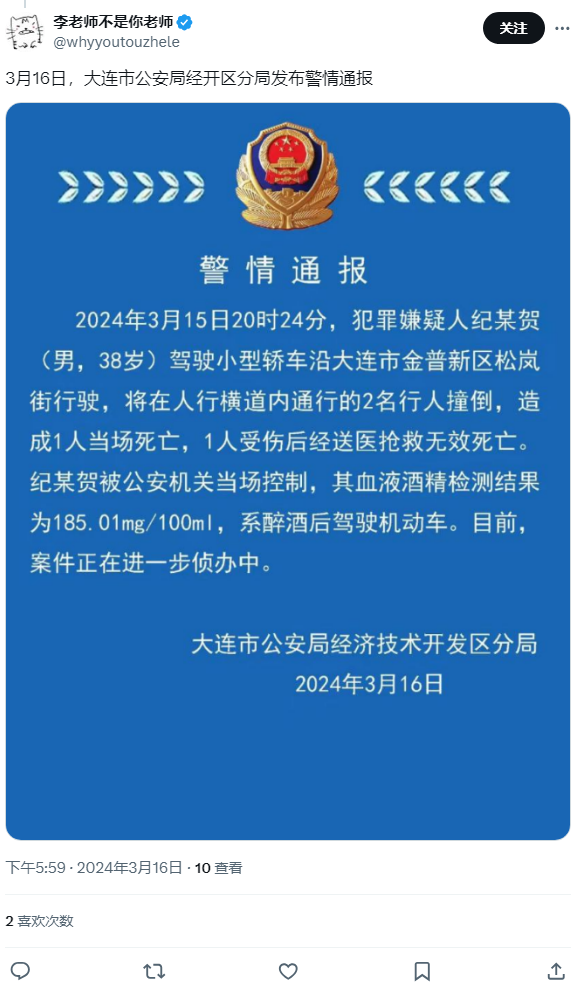 李老师不是你老师
关注
@whyyoutouzhele
3月16日，大连市公安局经开区分局发布警情通报
警情通报
2024年3月15日20时24分，犯罪嫌疑人纪某贺
（男，38岁）驾驶小型轿车沿大连市金普新区松岚
街行驶，将在人行横道内通行的2名行人撞倒，造
成1人当场死亡，1人受伤后经送医抢救无效死亡。
纪某贺被公安机关当场控制，其血液酒精检测结果
为185.01mg/100ml，系醉酒后驾驶机动车。目前，
案件正在进一步侦办中。
大连市公安局经济技术开发区分局
2024年3月16日
下午5:59 · 2024年3月16日 · 10 查看
2 喜欢次数